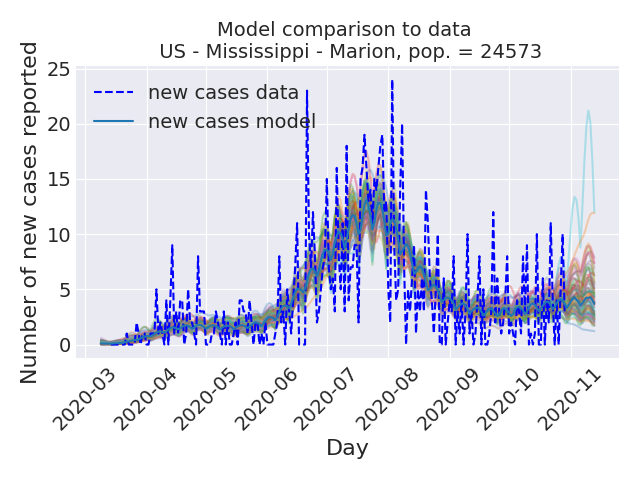 Model comparison to data
US - Mississippi - Marion, pop. = 24573
Number of new cases reported
25
20
15
10
5
0
new cases data
new cases model
2020-03
2020-04
2020-05
2020-06
2020-07
2020-08
2020-09
2020-10
2020-11
Day